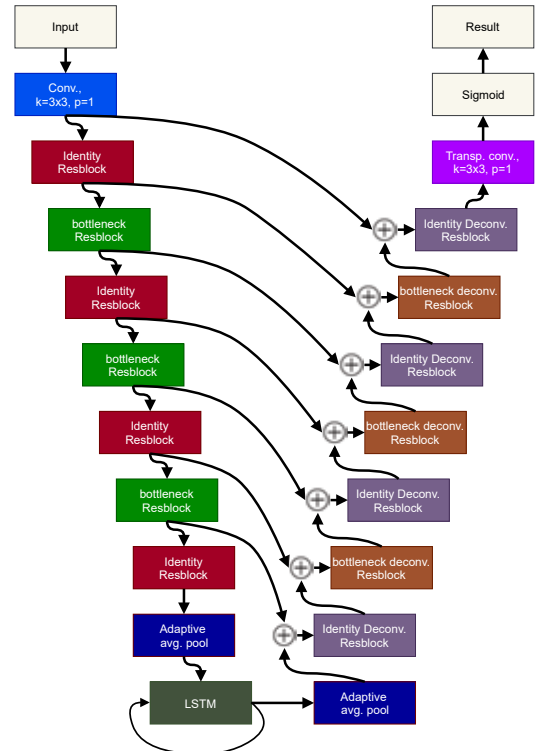 Input
Conv.,
k=3x3, p=1
Identity
Resblock
bottleneck
Resblock
Identity
Resblock
bottleneck
Resblock
Identity
Resblock
bottleneck
Resblock
Identity
Resblock
Adaptive
avg. pool
LSTM
Adaptive
avg. pool
Identity Deconv.
Resblock
bottleneck deconv.
Resblock
Identity Deconv.
Resblock
bottleneck deconv.
Resblock
Identity Deconv.
Resblock
bottleneck deconv.
Resblock
Identity Deconv.
Resblock
Transp. conv.,
k=3x3, p=1
Sigmoid
Result